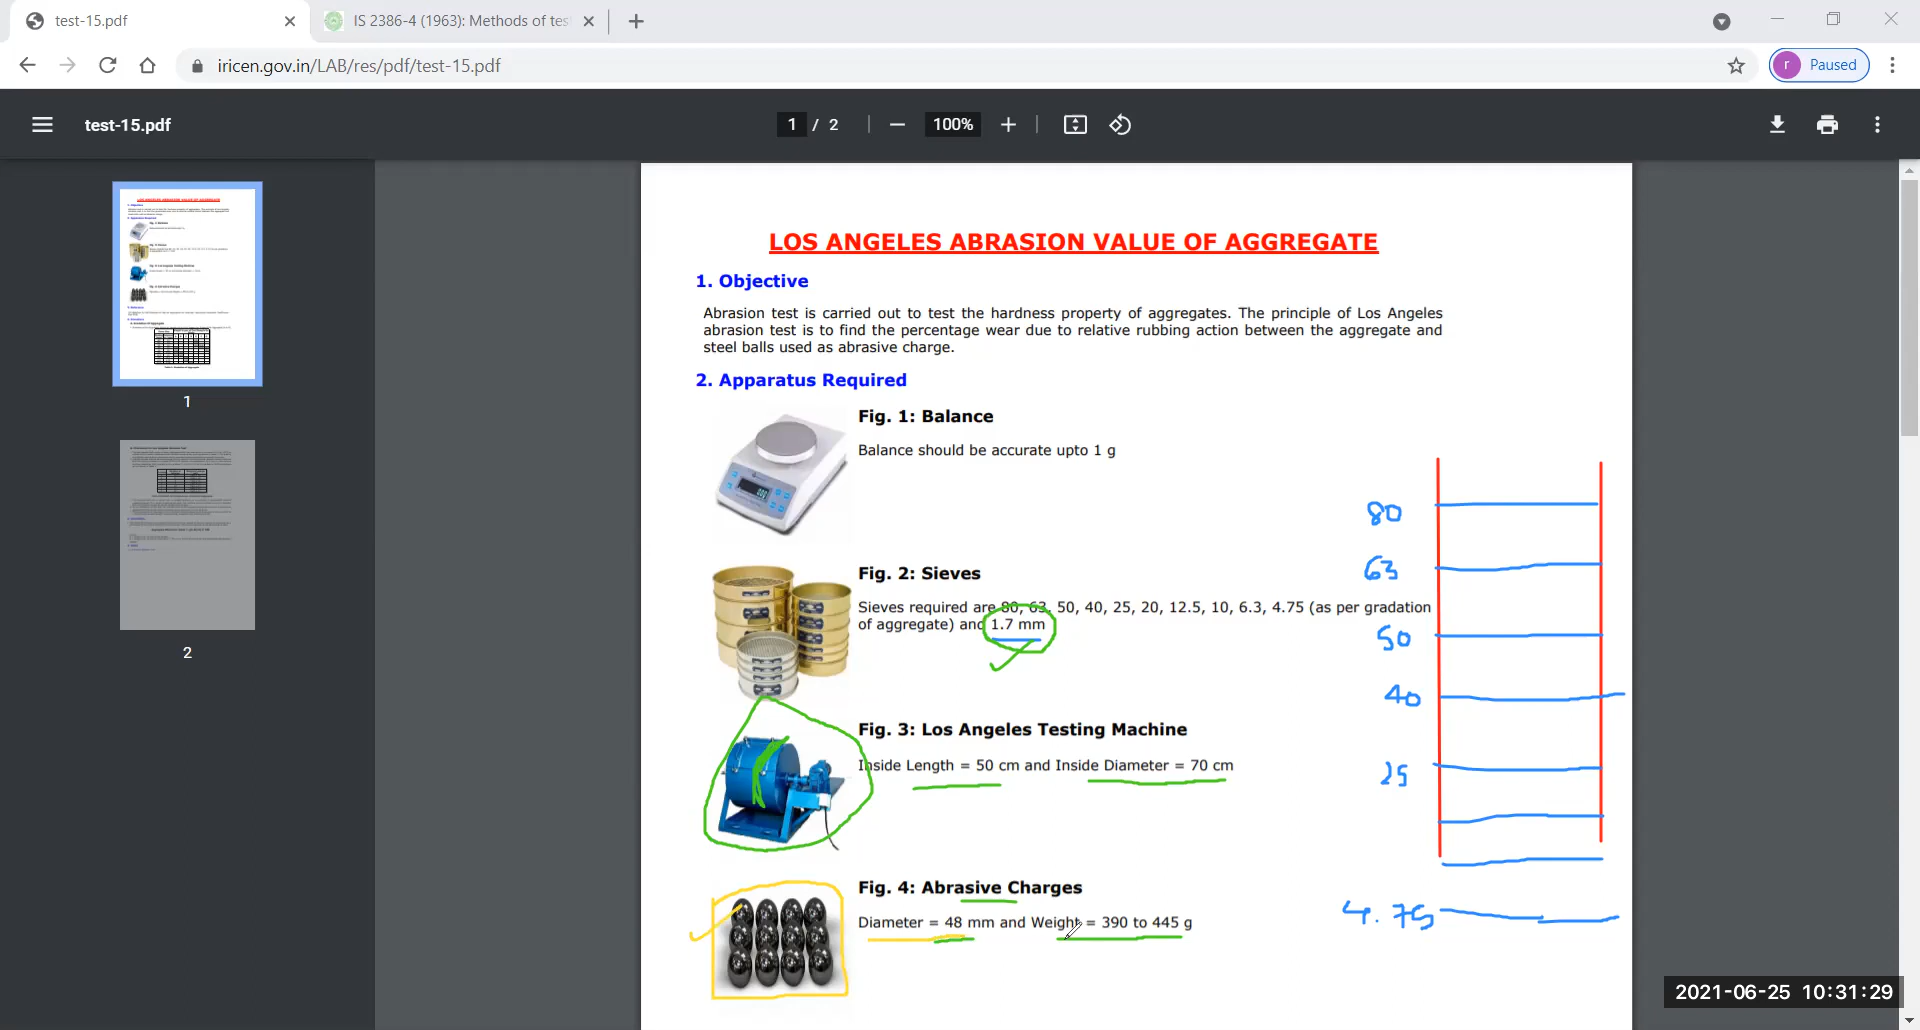 test-15.pdf
IS 2386-4 (1963): Methods of tes
iricen.gov.in/LAB/res/pdf/test-15.pdf
r Paused
test-15.pdf
1 / 2
100%
1
2
LOS ANGELES ABRASION VALUE OF AGGREGATE
1. Objective
Abrasion test is carried out to test the hardness property of aggregates. The principle of Los Angeles
abrasion test is to find the percentage wear due to relative rubbing action between the aggregate and
steel balls used as abrasive charge.
2. Apparatus Required
Fig. 1: Balance
Balance should be accurate upto 1 g
80
63
Fig. 2: Sieves
Sieves required are 80, 63, 50, 40, 25, 20, 12.5, 10, 6.3, 4.75 (as per gradation
of aggregate) and 1.7 mm
50
40
Fig. 3: Los Angeles Testing Machine
Inside Length = 50 cm and Inside Diameter = 70 cm
25
Fig. 4: Abrasive Charges
Diameter = 48 mm and Weight = 390 to 445 g
4.75
2021-06-25 10:31:29